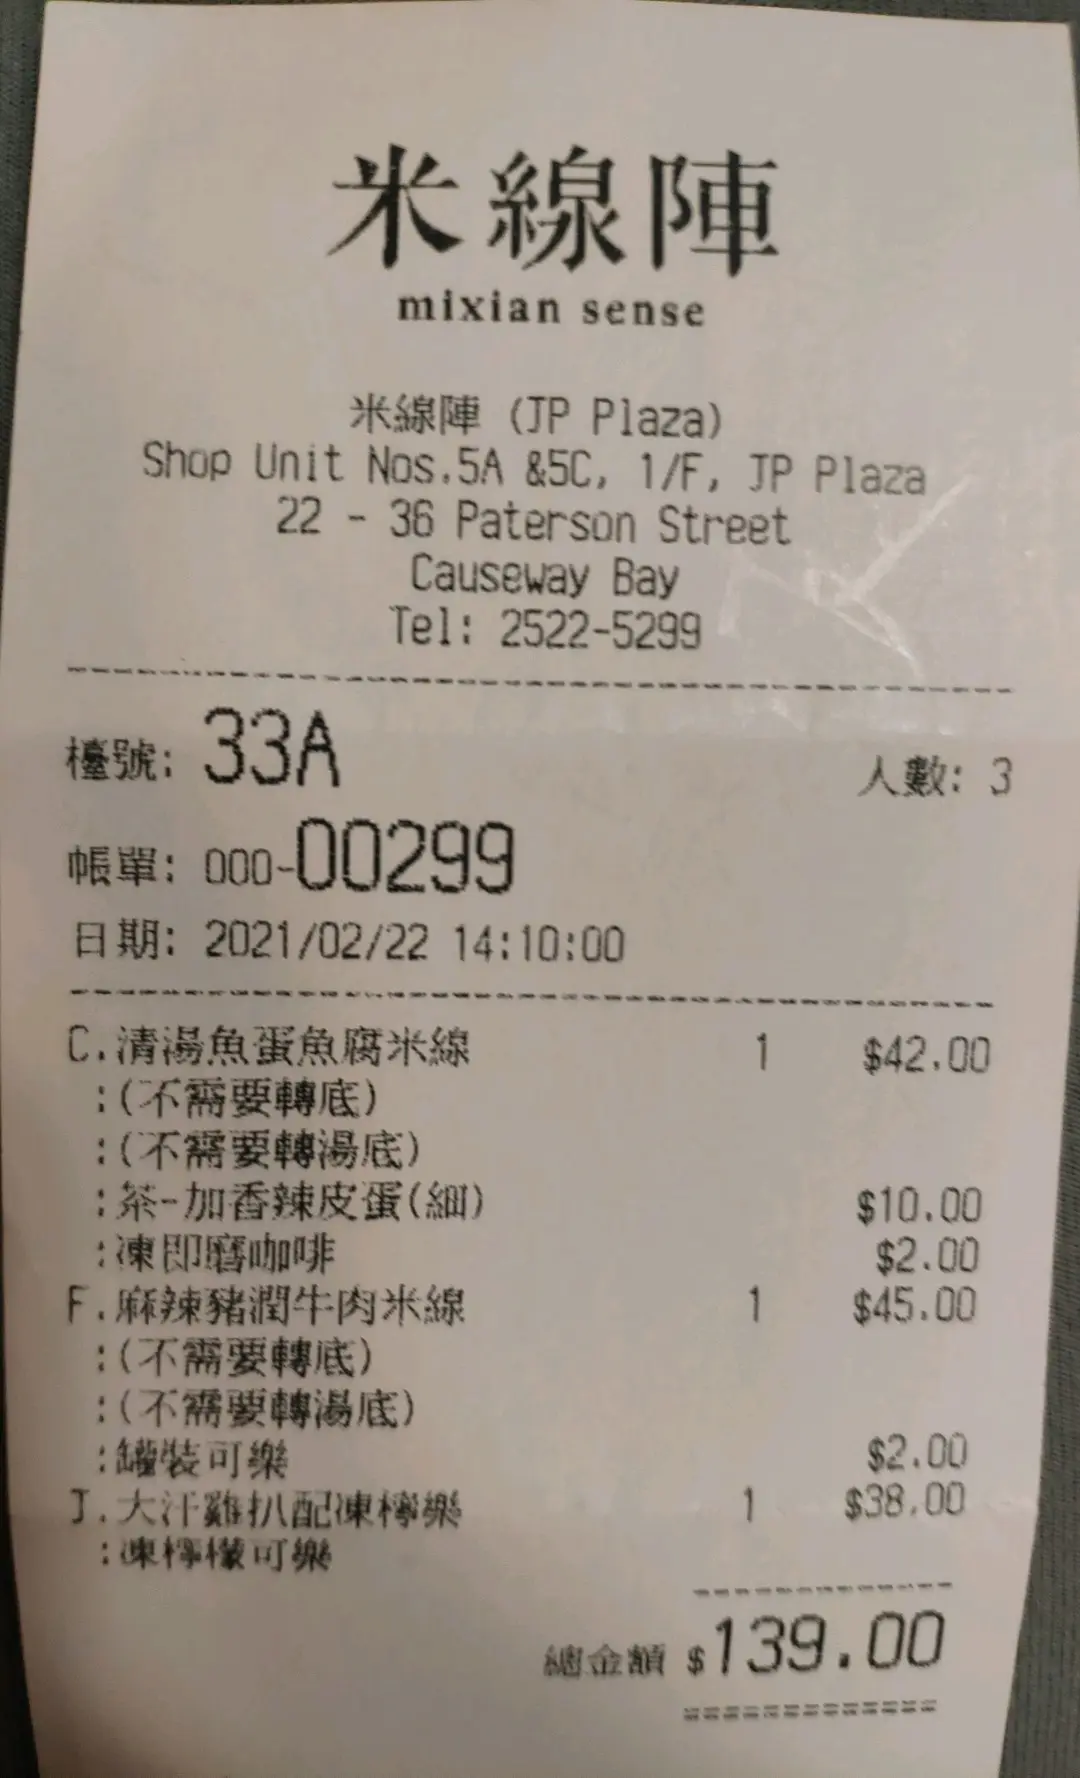 米線陣
mixian sense
米線陣 (JP Plaza)
Shop Unit Nos.5A &5C, 1/F, JP Plaza
22 - 36 Paterson Street
Causeway Bay
Tel: 2522-5299
檯號: 33A 人數: 3
帳單: 000-00299
日期: 2021/02/22 14:10:00
C.清湯魚蛋魚腐米線 1 $42.00
:(不需要轉底)
:(不需要轉湯底)
:茶-加香辣皮蛋(細) $10.00
:凍即磨咖啡 $2.00
F.麻辣豬潤牛肉米線 1 $45.00
:(不需要轉底)
:(不需要轉湯底)
:罐裝可樂 $2.00
J.大汗雞扒配凍檸樂 1 $38.00
:凍檸檬可樂
總金額 $139.00